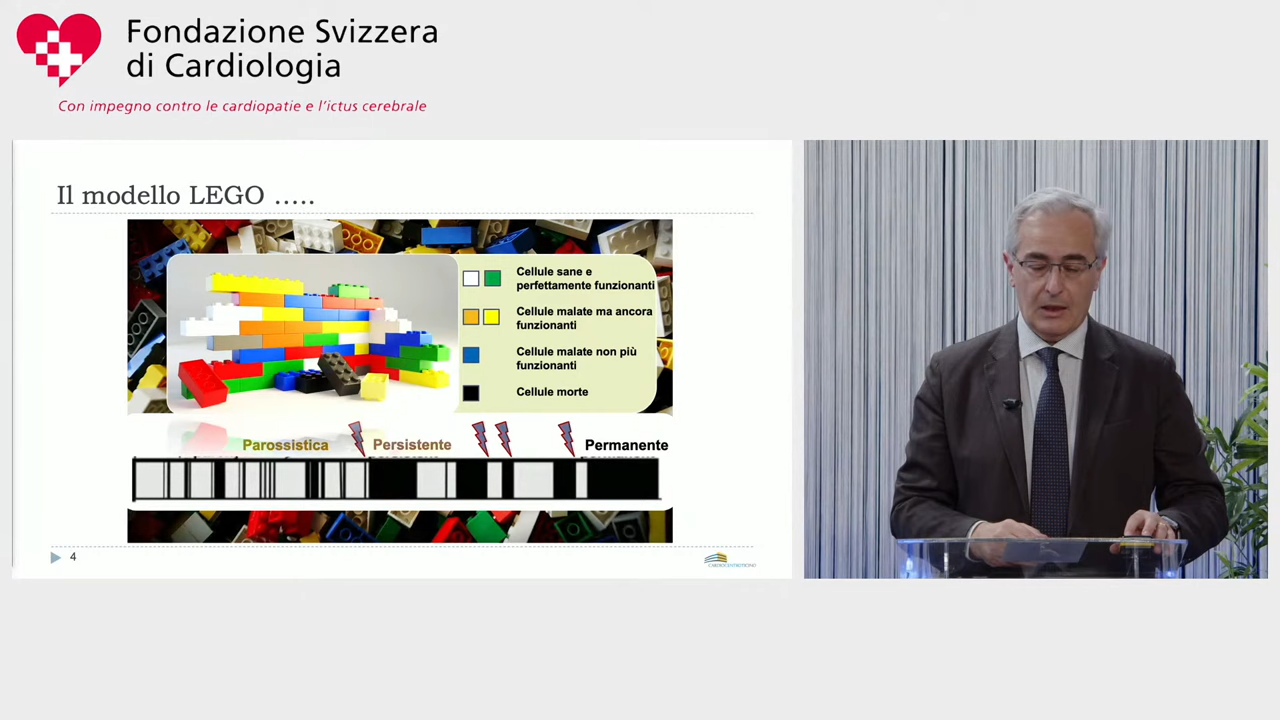 Fondazione Svizzera
di Cardiologia
Con impegno contro le cardiopatie e l'ictus cerebrale
Il modello LEGO .....
Cellule sane e
perfettamente funzionanti
Cellule malate ma ancora
funzionanti
Cellule malate non più
funzionanti
Cellule morte
Parossistica
Persistente
Permanente
4
CARDIOCENTROTICINO